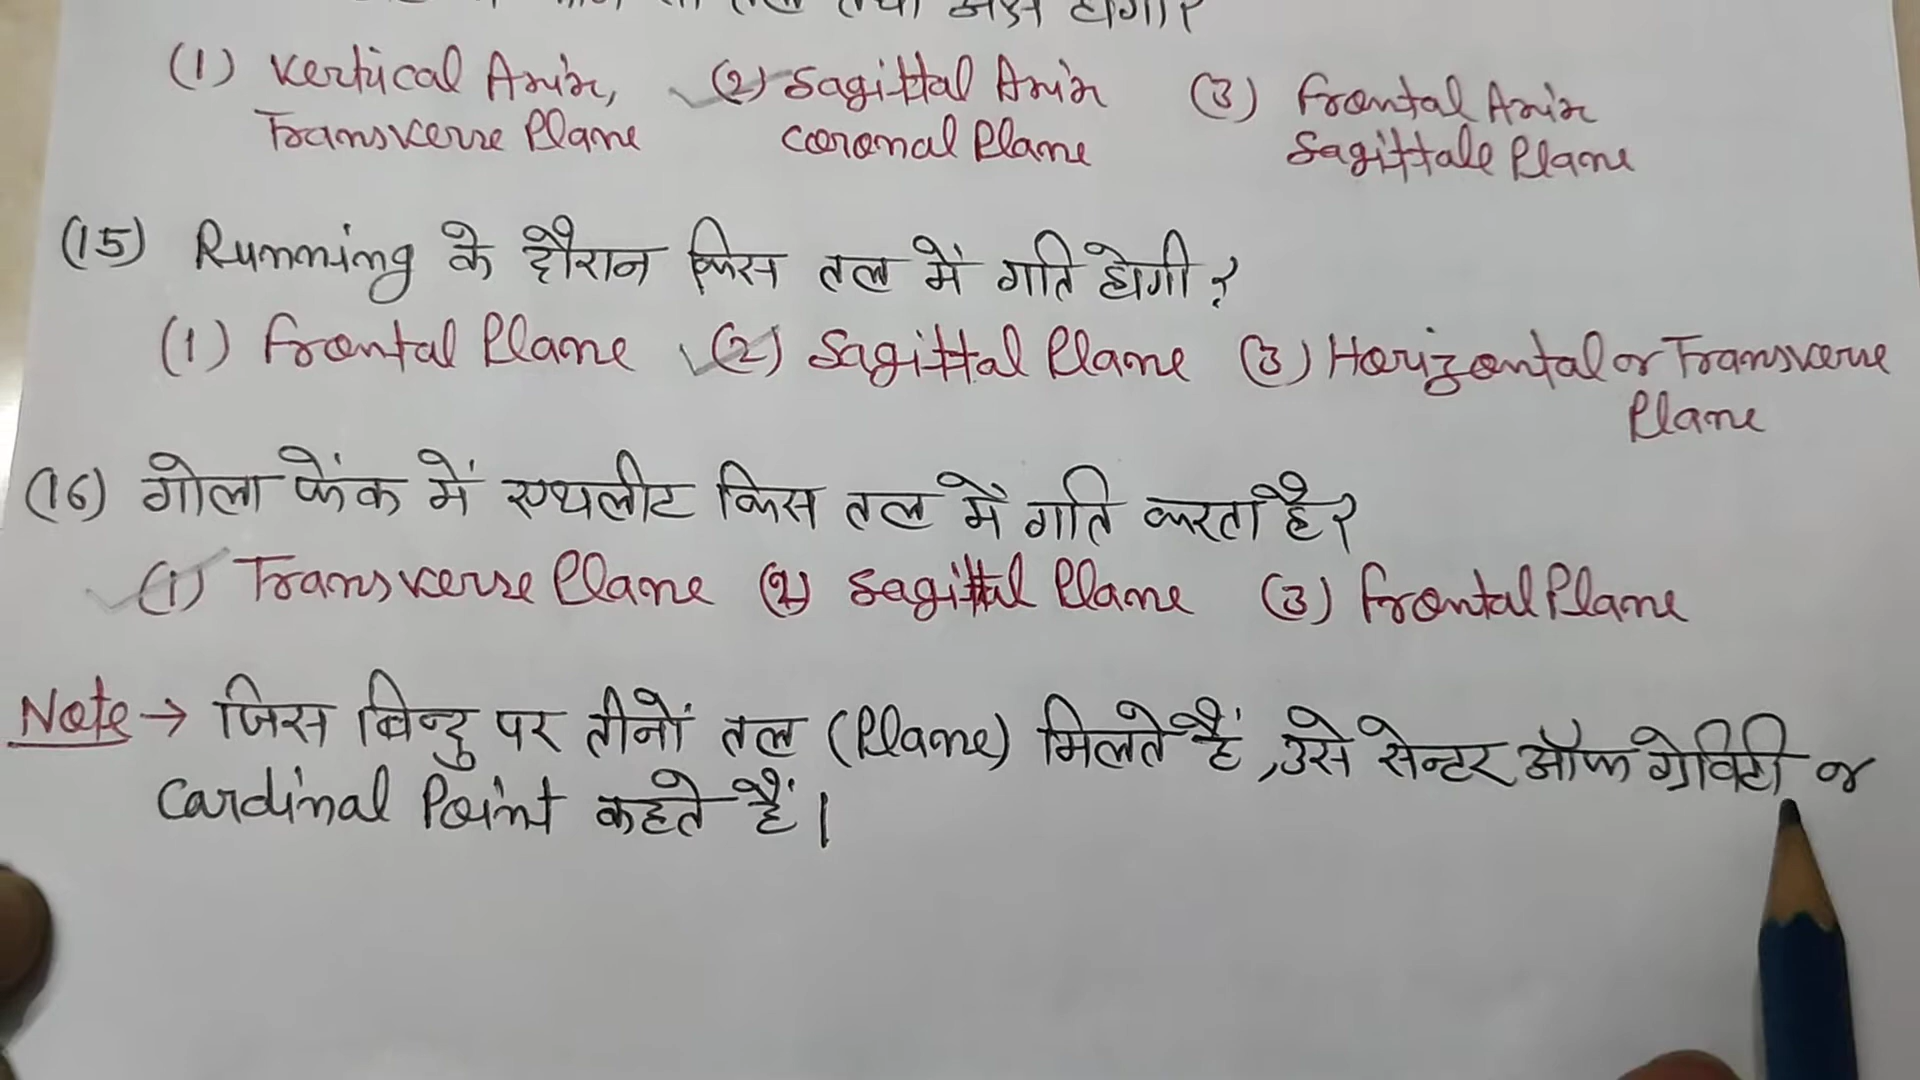 तथा अक्ष होगा?
(1) Vertical Axis, (2) Sagittal Axis (3) Frontal Axis
Transverse Plane Coronal Plane Sagittale Plane
(15) Running के दौरान किस तल में गति होगी?
(1) Frontal Plane (2) Sagittal Plane (3) Horizontal or Transverse
Plane
(16) गोला फेंक में एथलीट किस तल में गति करता है?
(1) Transverse Plane (2) Sagittal Plane (3) Frontal Plane
Note → जिस बिन्दु पर तीनों तल (Plane) मिलते हैं, उसे सेन्टर ऑफ ग्रेविटी or
Cardinal Point कहते हैं।